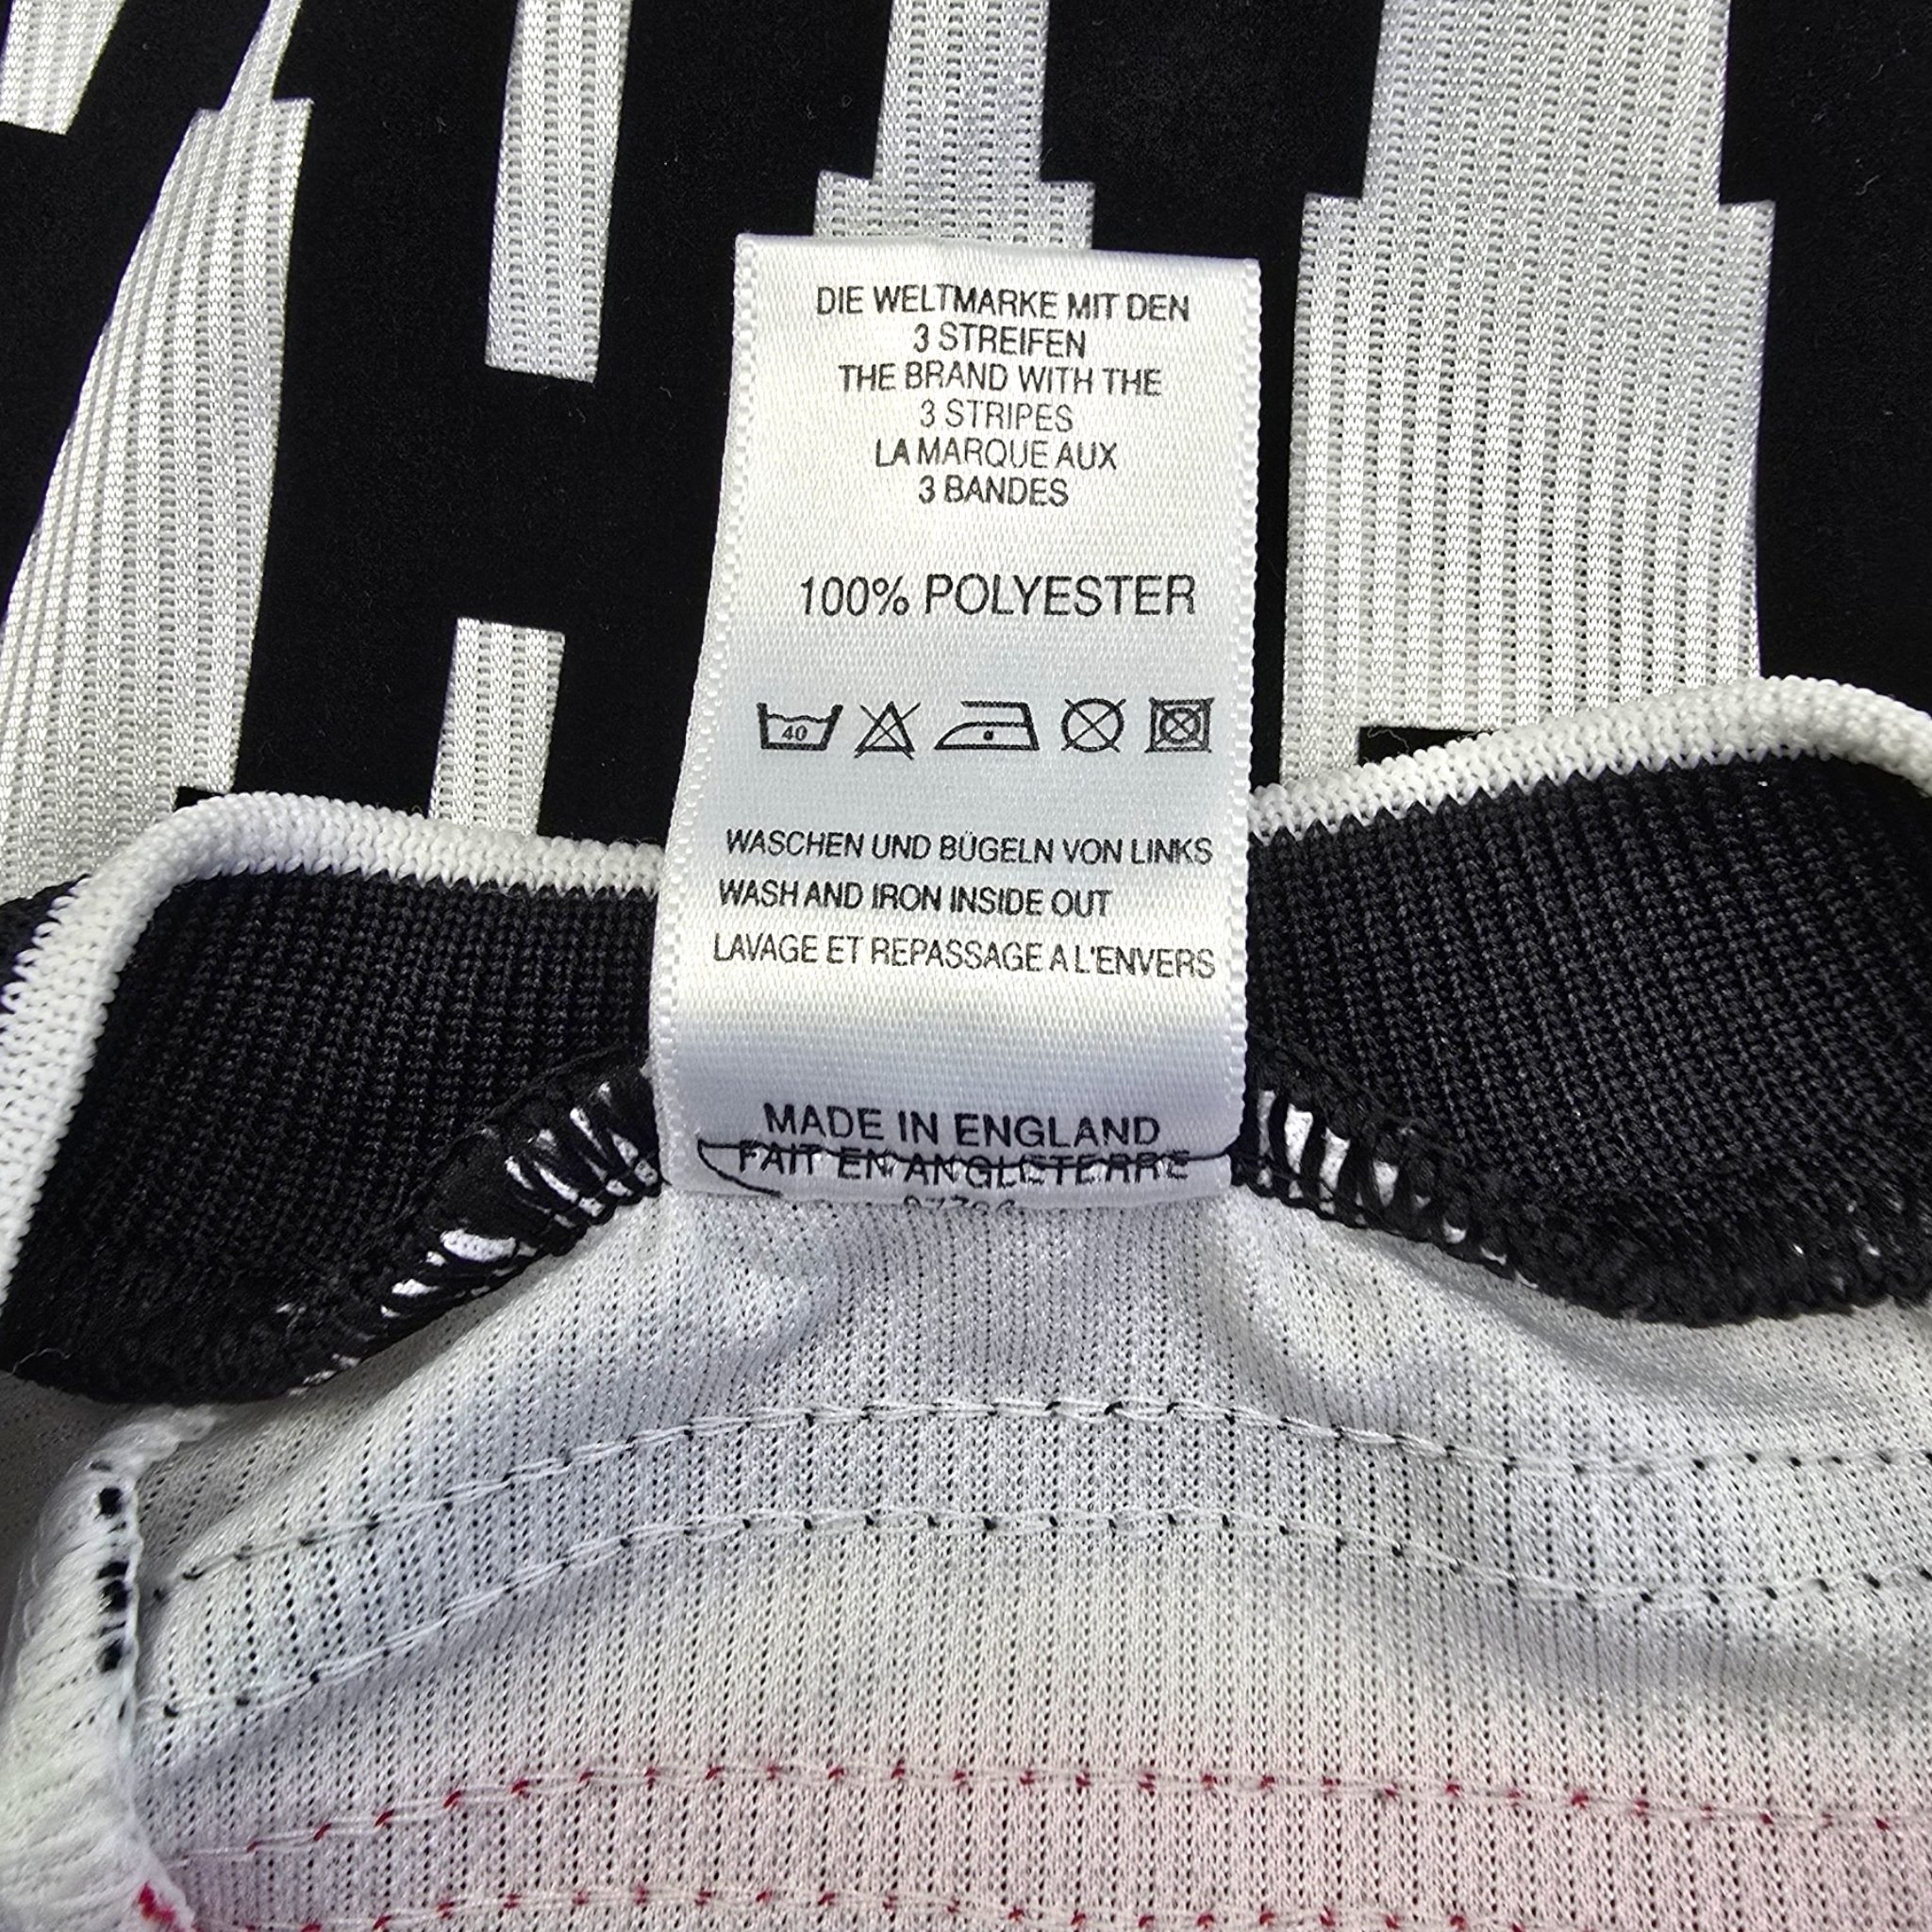 DIE WELTMARKE MIT DEN
3 STREIFEN
THE BRAND WITH THE
3 STRIPES
LA MARQUE AUX
3 BANDES
100% POLYESTER
40
WASCHEN UND BÜGELN VON LINKS
WASH AND IRON INSIDE OUT
LAVAGE ET REPASSAGE A L'ENVERS
MADE IN ENGLAND
FAIT EN ANGLETERRE